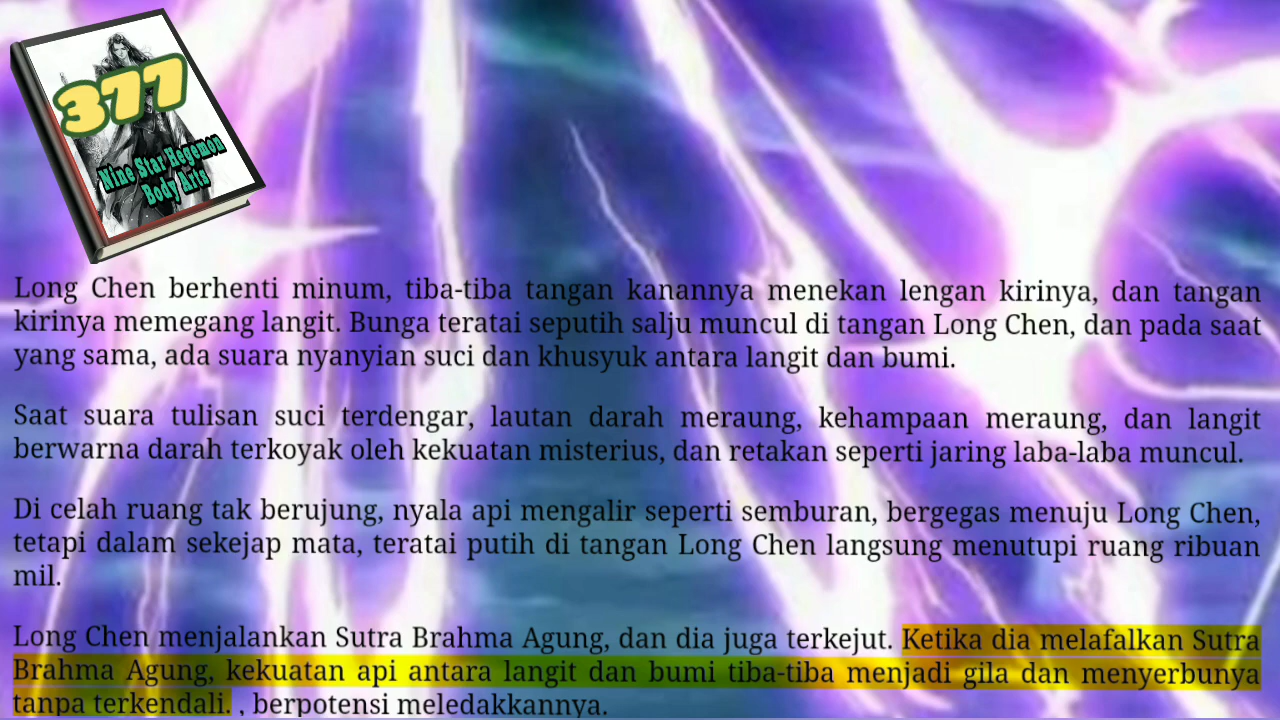 377
Nine Star Hegemon
Body Arts
Long Chen berhenti minum, tiba-tiba tangan kanannya menekan lengan kirinya, dan tangan
kirinya memegang langit. Bunga teratai seputih salju muncul di tangan Long Chen, dan pada saat
yang sama, ada suara nyanyian suci dan khusyuk antara langit dan bumi.
Saat suara tulisan suci terdengar, lautan darah meraung, kehampaan meraung, dan langit
berwarna darah terkoyak oleh kekuatan misterius, dan retakan seperti jaring laba-laba muncul.
Di celah ruang tak berujung, nyala api mengalir seperti semburan, bergegas menuju Long Chen,
tetapi dalam sekejap mata, teratai putih di tangan Long Chen langsung menutupi ruang ribuan
mil.
Long Chen menjalankan Sutra Brahma Agung, dan dia juga terkejut. Ketika dia melafalkan Sutra
Brahma Agung, kekuatan api antara langit dan bumi tiba-tiba menjadi gila dan menyerbunya
tanpa terkendali. , berpotensi meledakkannya.